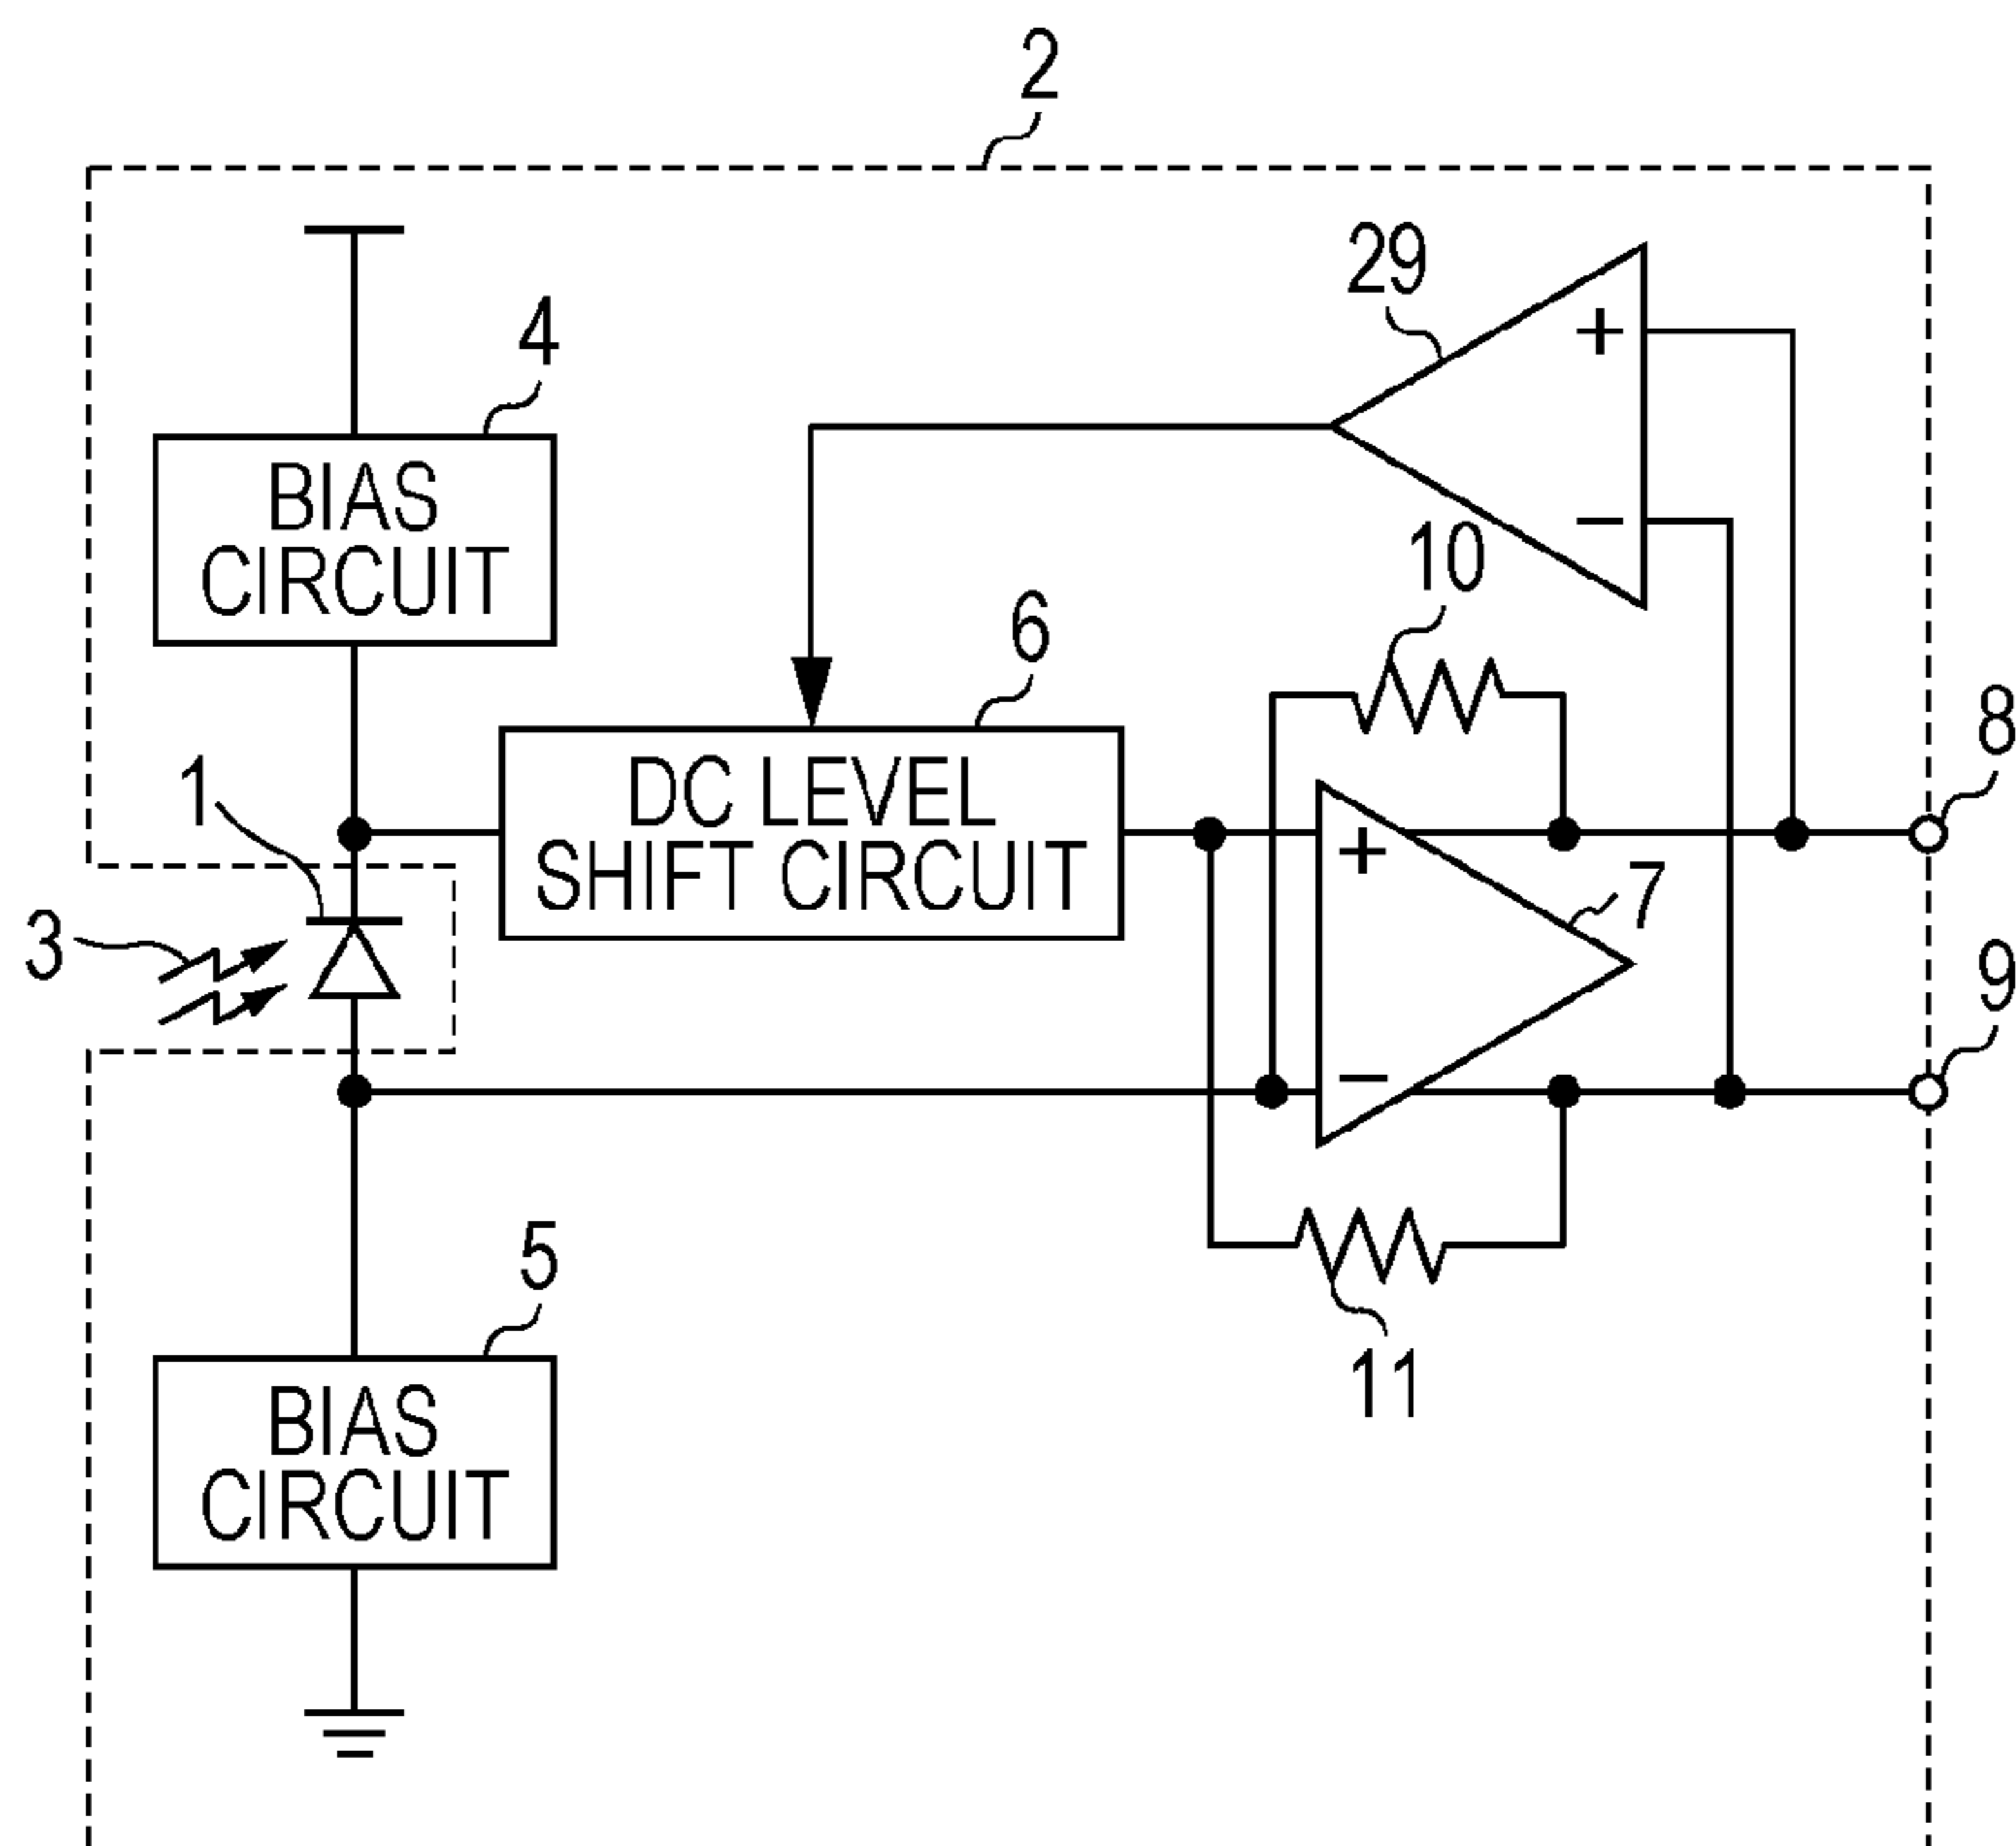 2
29
+
−
4
BIAS
CIRCUIT
10
6
8
1
DC LEVEL
SHIFT CIRCUIT
+
7
3
9
−
5
11
BIAS
CIRCUIT